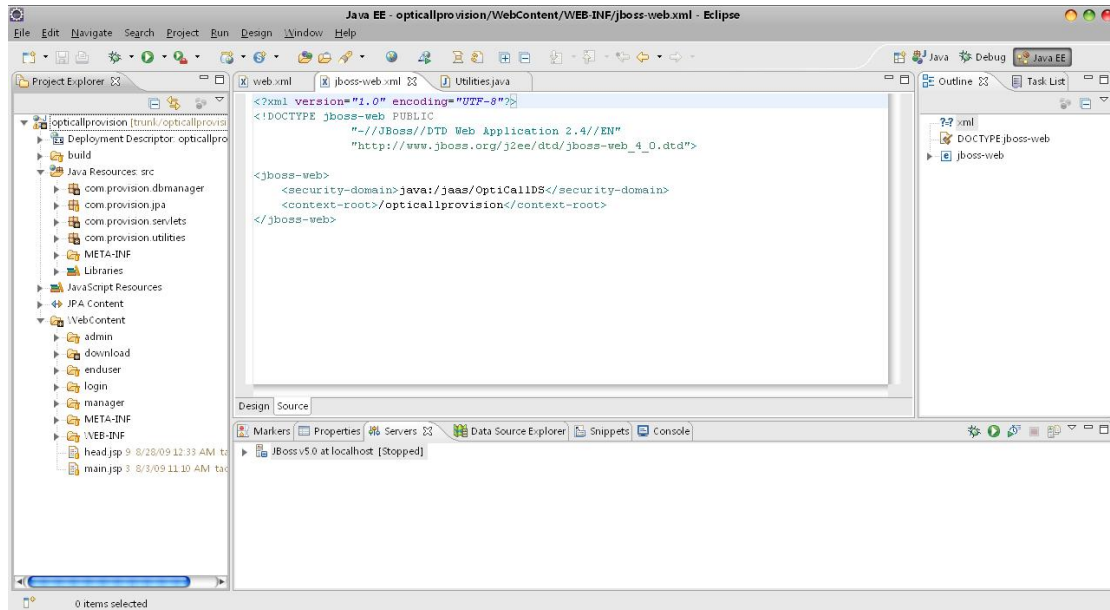 Java EE - opticallprovision/WebContent/WEB-INF/jboss-web.xml - Eclipse
File Edit Navigate Search Project Run Design Window Help
Java Debug Java EE
Project Explorer
web.xml jboss-web.xml Utilities.java
Outline Task List
opticallprovision [trunk/opticallprovisi
Deployment Descriptor: opticallpro
build
Java Resources: src
com.provision.dbmanager
com.provision.jpa
com.provision.servlets
com.provision.utilities
META-INF
Libraries
JavaScript Resources
JPA Content
WebContent
admin
download
enduser
login
manager
META-INF
WEB-INF
head.jsp 9 8/28/09 12:33 AM ta
main.jsp 3 8/3/09 11:10 AM tac
<?xml version="1.0" encoding="UTF-8"?>
<!DOCTYPE jboss-web PUBLIC
"-//JBoss//DTD Web Application 2.4//EN"
"http://www.jboss.org/j2ee/dtd/jboss-web_4_0.dtd">
<jboss-web>
<security-domain>java:/jaas/OptiCallDS</security-domain>
<context-root>/opticallprovision</context-root>
</jboss-web>
Design Source
?=? xml
DOCTYPE:jboss-web
e jboss-web
Markers Properties Servers Data Source Explorer Snippets Console
JBoss v5.0 at localhost [Stopped]
0 items selected